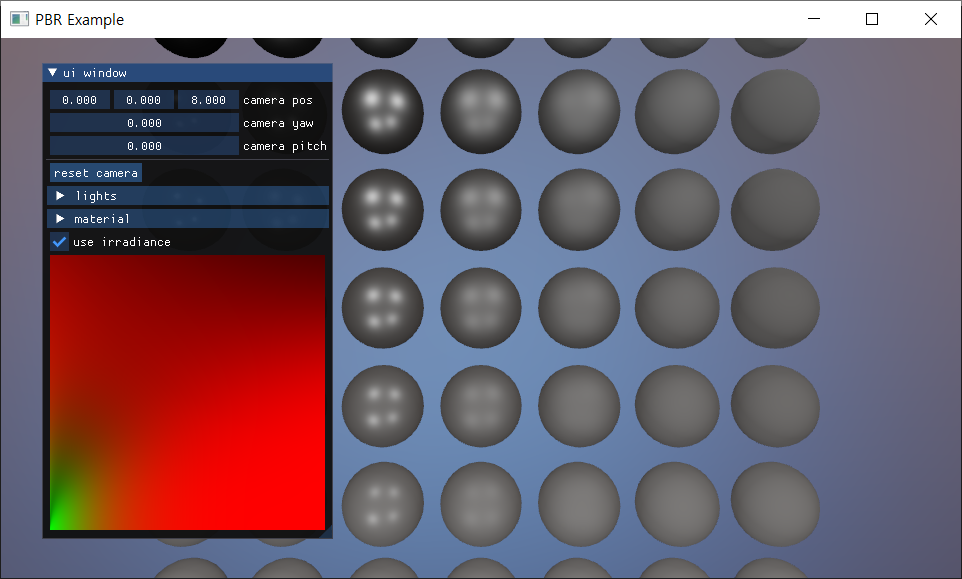 PBR Example
ui window
0.000 0.000 8.000 camera pos
0.000 camera yaw
0.000 camera pitch
reset camera
lights
material
use irradiance